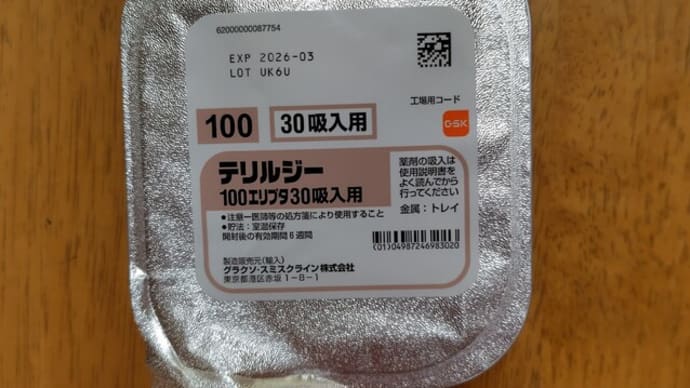 62000000087754
EXP 2026-03
LOT UK6U
工場用コード
100
30吸入用
GSK
テリルジー
100エリプタ30吸入用
●注意ー医師等の処方箋により使用すること
●貯法：室温保存
開封後の有効期間6週間
薬剤の吸入は
使用説明書を
よく読んでから
行ってください
金属：トレイ
(01)04987246983020
製造販売元(輸入)
グラクソ・スミスクライン株式会社
東京都港区赤坂1-8-1